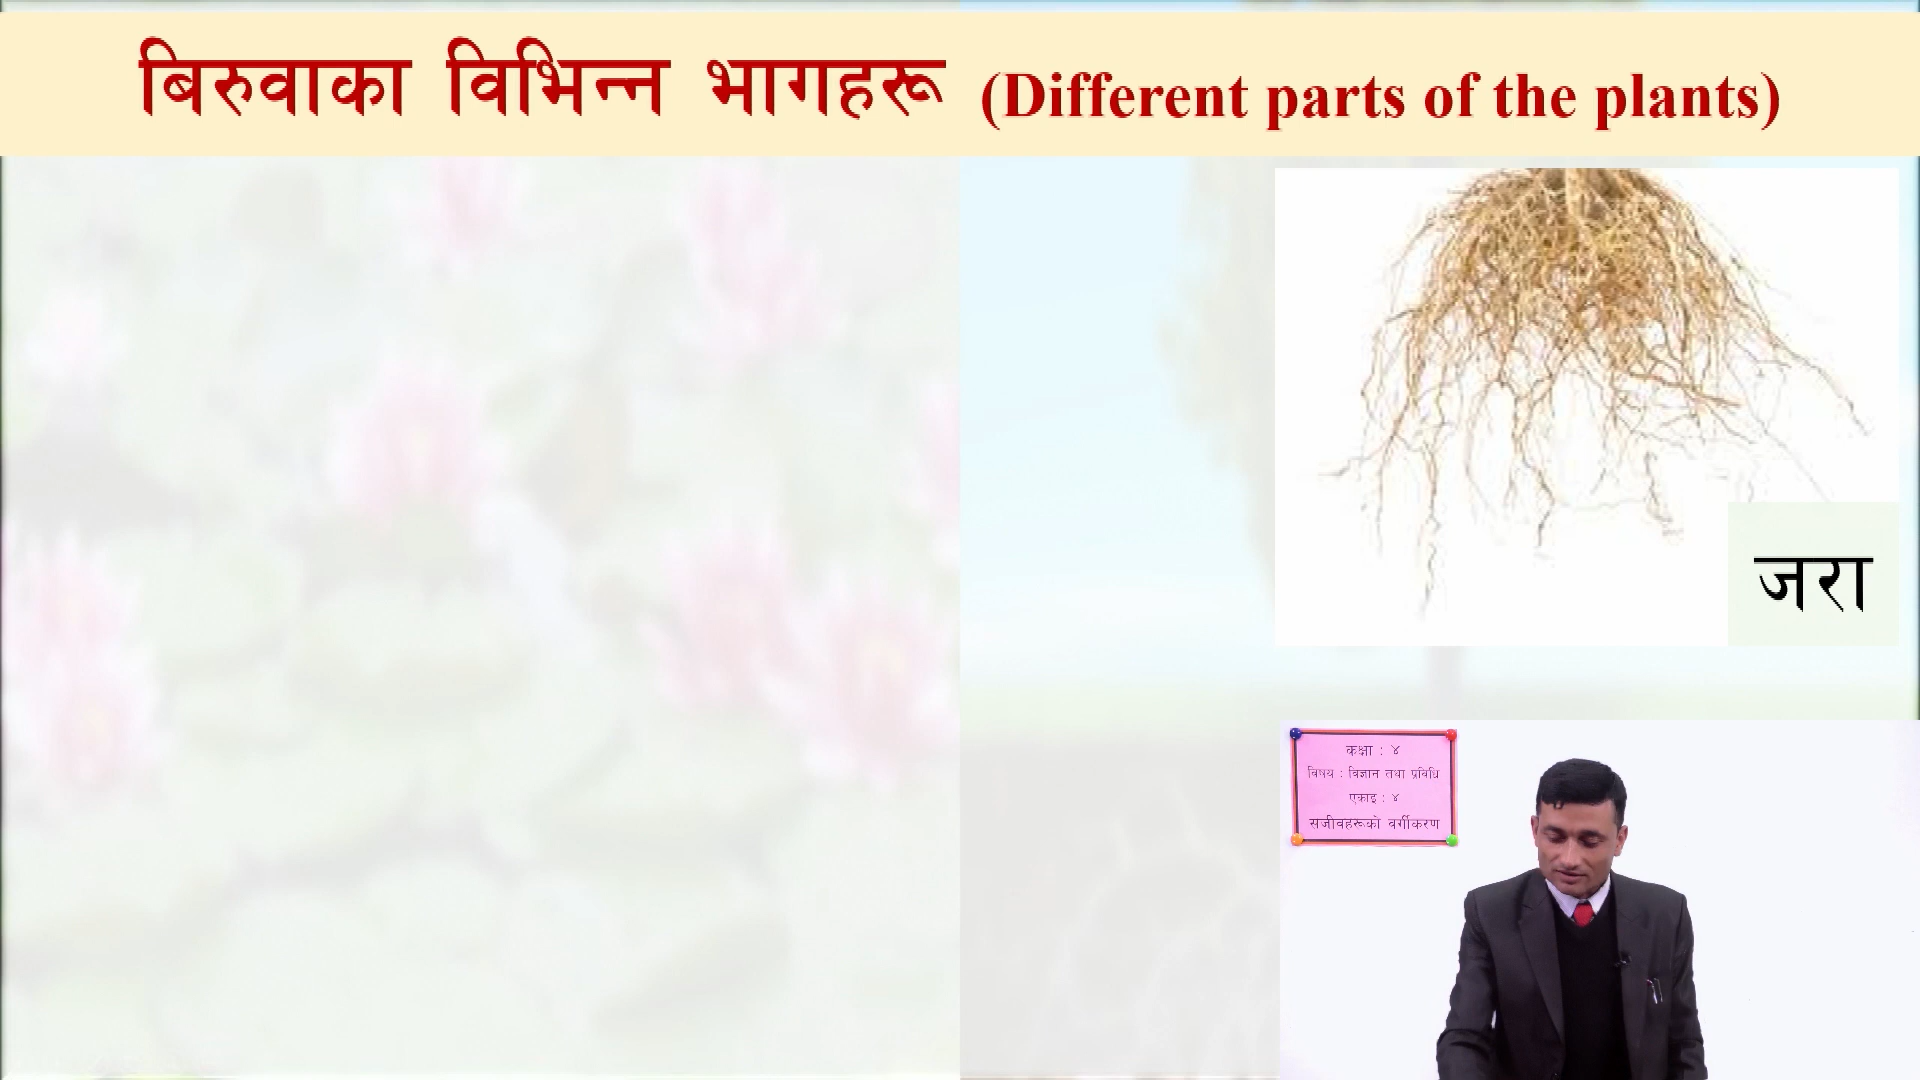 बिरुवाका विभिन्न भागहरू (Different parts of the plants)
जरा
कक्षा : ४
विषय : विज्ञान तथा प्रविधि
एकाइ : ४
सजीवहरूको वर्गीकरण